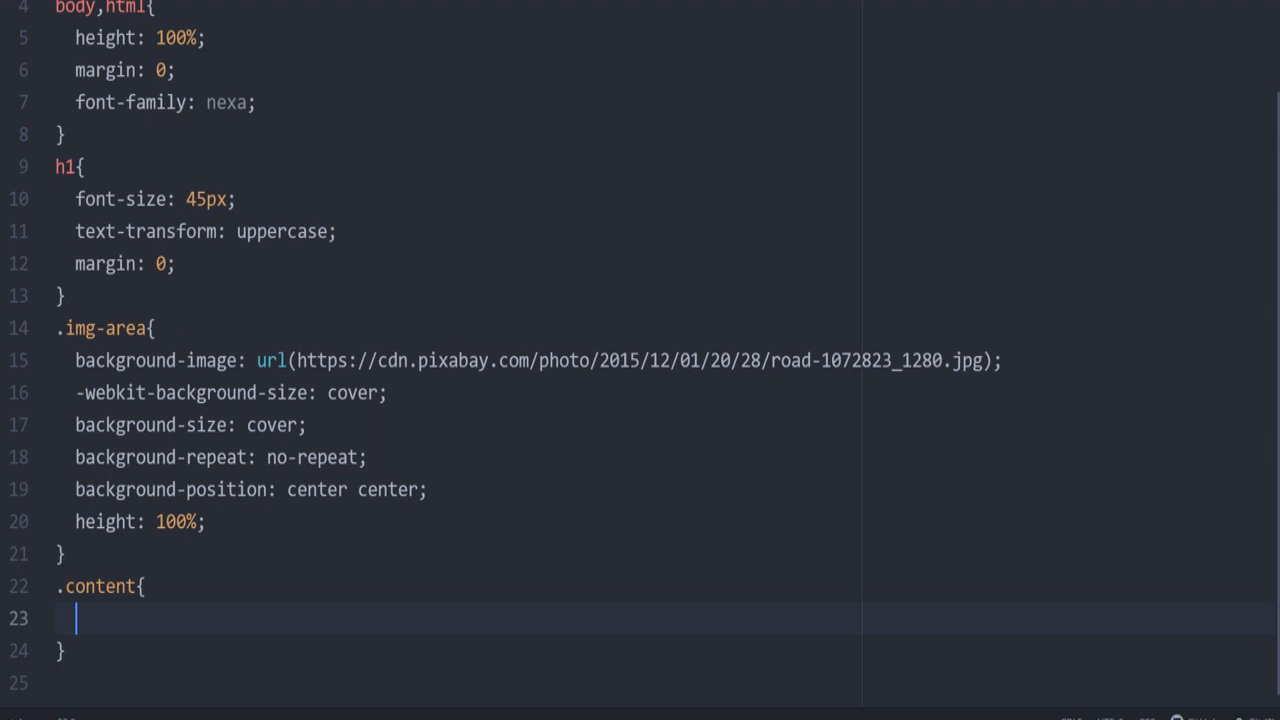 4 body,html{
5 height: 100%;
6 margin: 0;
7 font-family: nexa;
8 }
9 h1{
10 font-size: 45px;
11 text-transform: uppercase;
12 margin: 0;
13 }
14 .img-area{
15 background-image: url(https://cdn.pixabay.com/photo/2015/12/01/20/28/road-1072823_1280.jpg);
16 -webkit-background-size: cover;
17 background-size: cover;
18 background-repeat: no-repeat;
19 background-position: center center;
20 height: 100%;
21 }
22 .content{
23
24 }
25